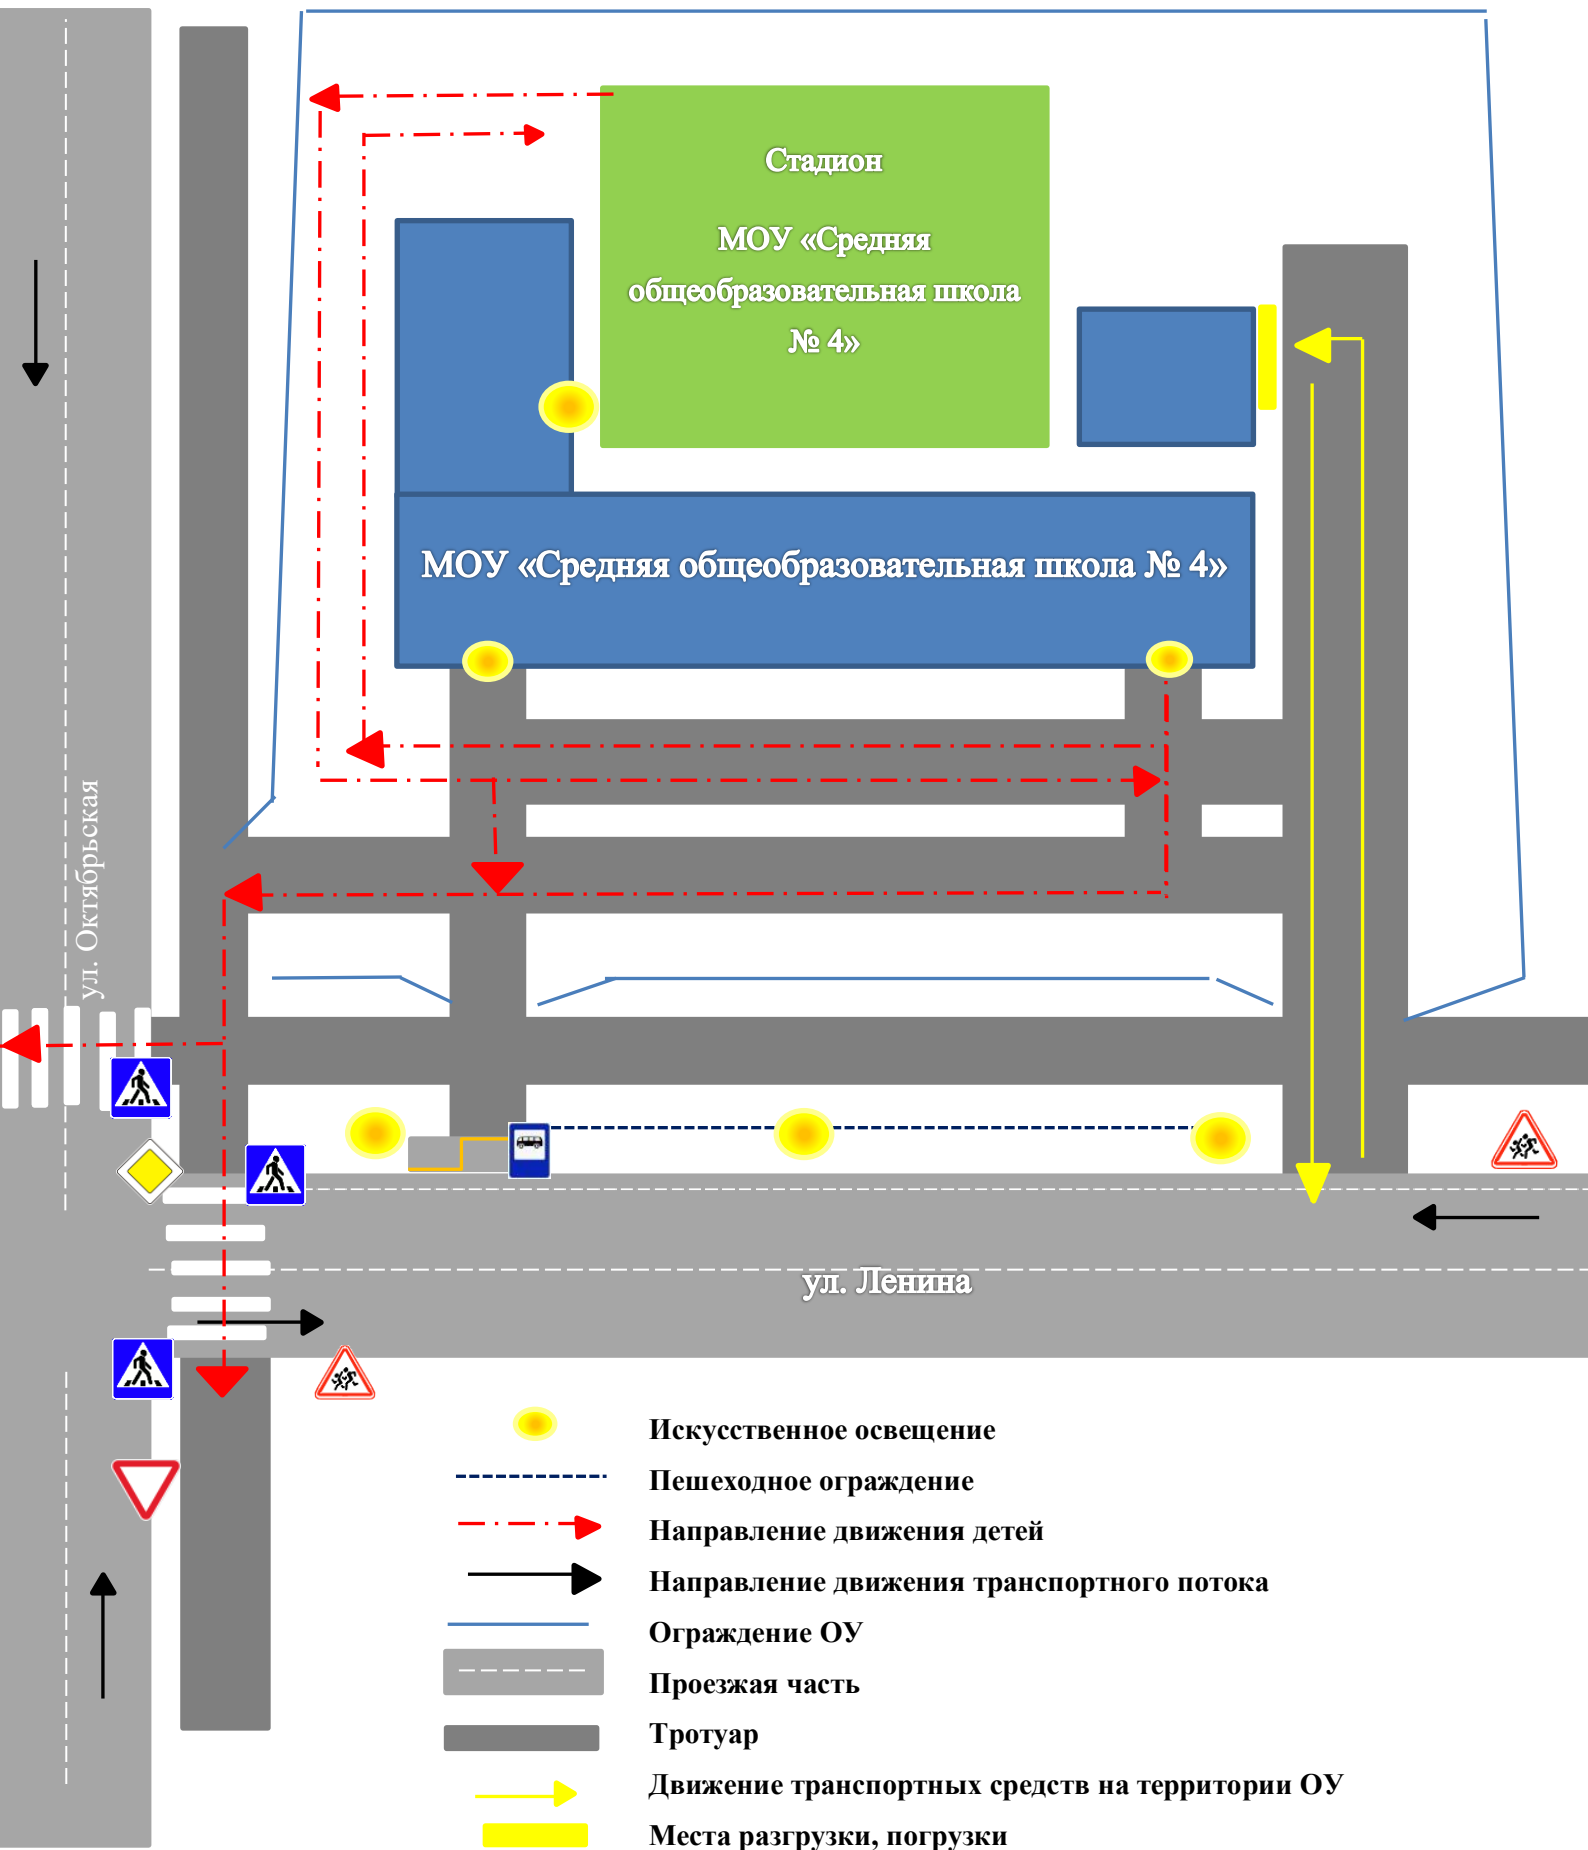 Стадион
МОУ «Средняя
общеобразовательная школа
№ 4»
МОУ «Средняя общеобразовательная школа № 4»
ул. Октябрьская
ул. Ленина
Искусственное освещение
Пешеходное ограждение
Направление движения детей
Направление движения транспортного потока
Ограждение ОУ
Проезжая часть
Тротуар
Движение транспортных средств на территории ОУ
Места разгрузки, погрузки